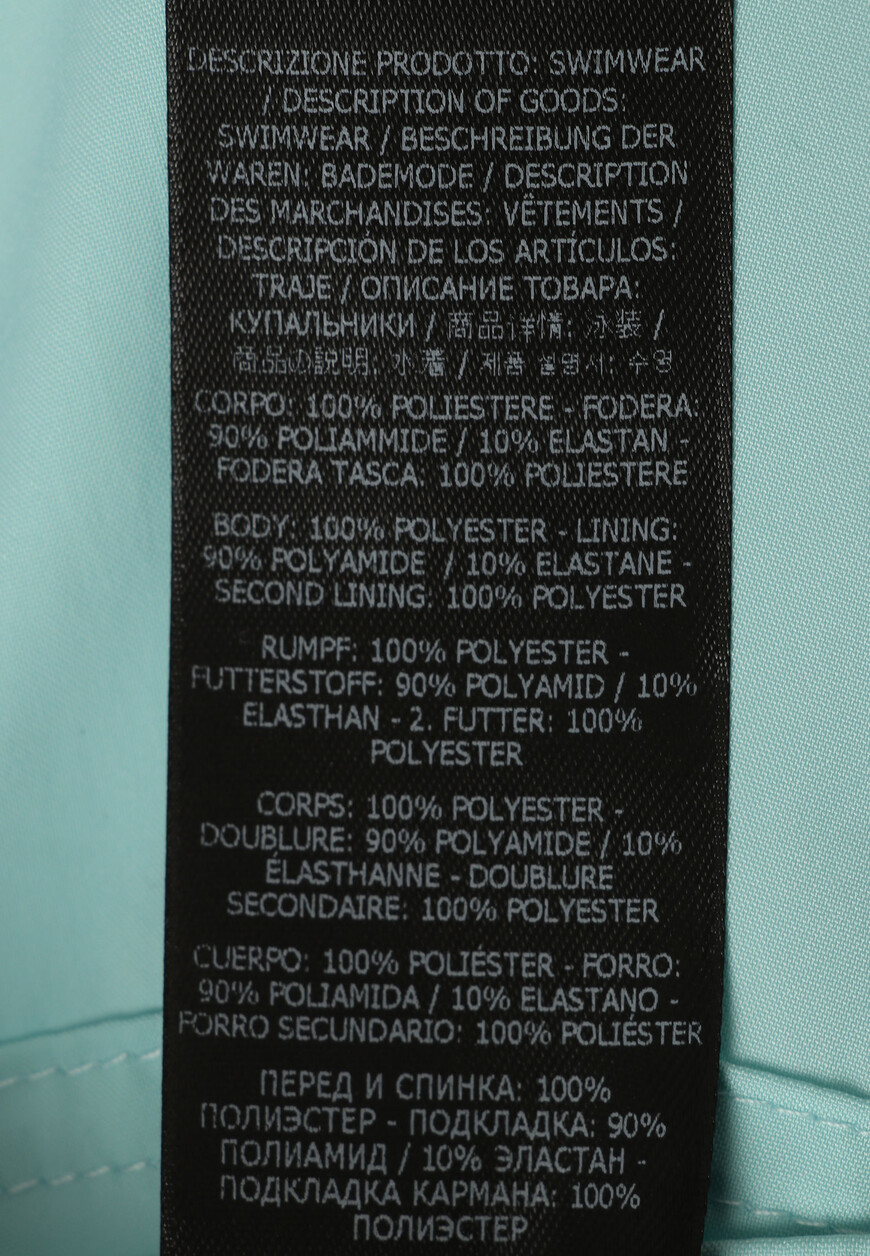 DESCRIZIONE PRODOTTO: SWIMWEAR
/ DESCRIPTION OF GOODS:
SWIMWEAR / BESCHREIBUNG DER
WAREN: BADEMODE / DESCRIPTION
DES MARCHANDISES: VÊTEMENTS /
DESCRIPCIÓN DE LOS ARTÍCULOS:
TRAJE / ОПИСАНИЕ ТОВАРА:
КУПАЛЬНИКИ / 商品详情: 泳装 /
商品の説明: 水着 / 제품 설명서: 수영
CORPO: 100% POLIESTERE - FODERA:
90% POLIAMMIDE / 10% ELASTAN -
FODERA TASCA: 100% POLIESTERE
BODY: 100% POLYESTER - LINING:
90% POLYAMIDE / 10% ELASTANE -
SECOND LINING: 100% POLYESTER
RUMPF: 100% POLYESTER -
FUTTERSTOFF: 90% POLYAMID / 10%
ELASTHAN - 2. FUTTER: 100%
POLYESTER
CORPS: 100% POLYESTER -
DOUBLURE: 90% POLYAMIDE / 10%
ÉLASTHANNE - DOUBLURE
SECONDAIRE: 100% POLYESTER
CUERPO: 100% POLIÉSTER - FORRO:
90% POLIAMIDA / 10% ELASTANO -
FORRO SECUNDARIO: 100% POLIÉSTER
ПЕРЕД И СПИНКА: 100%
ПОЛИЭСТЕР - ПОДКЛАДКА: 90%
ПОЛИАМИД / 10% ЭЛАСТАН -
ПОДКЛАДКА КАРМАНА: 100%
ПОЛИЭСТЕР